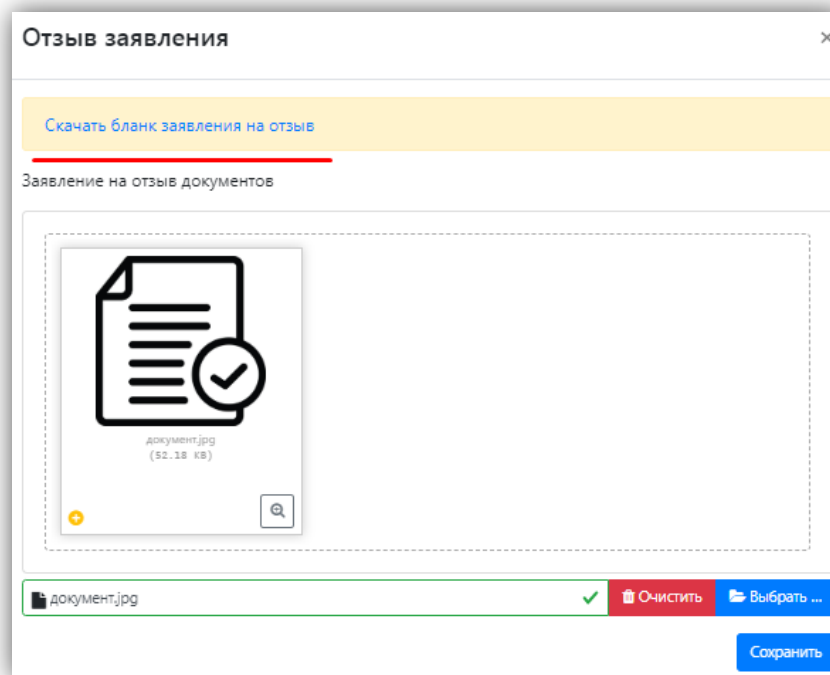 Отзыв заявления
Скачать бланк заявления на отзыв
Заявление на отзыв документов
документ.jpg
(52.18 KB)
документ.jpg
Очистить
Выбрать ...
Сохранить